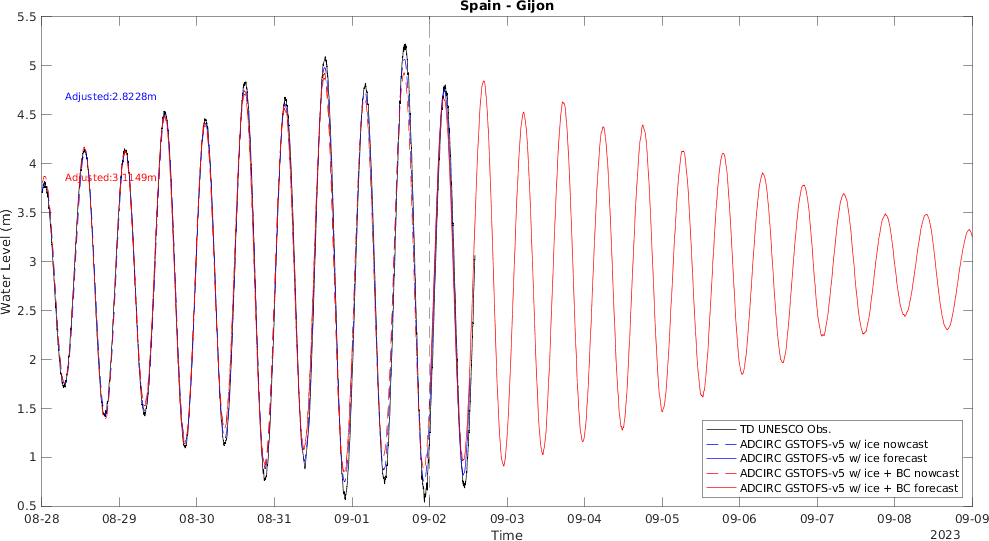 Spain - Gijon
5.5
5
4.5
4
3.5
3
2.5
2
1.5
1
0.5
Water Level (m)
Adjusted:2.8228m
Adjusted:3.1149m
TD UNESCO Obs.
ADCIRC GSTOFS-v5 w/ ice nowcast
ADCIRC GSTOFS-v5 w/ ice forecast
ADCIRC GSTOFS-v5 w/ ice + BC nowcast
ADCIRC GSTOFS-v5 w/ ice + BC forecast
08-28 08-29 08-30 08-31 09-01 09-02 09-03 09-04 09-05 09-06 09-07 09-08 09-09
Time
2023